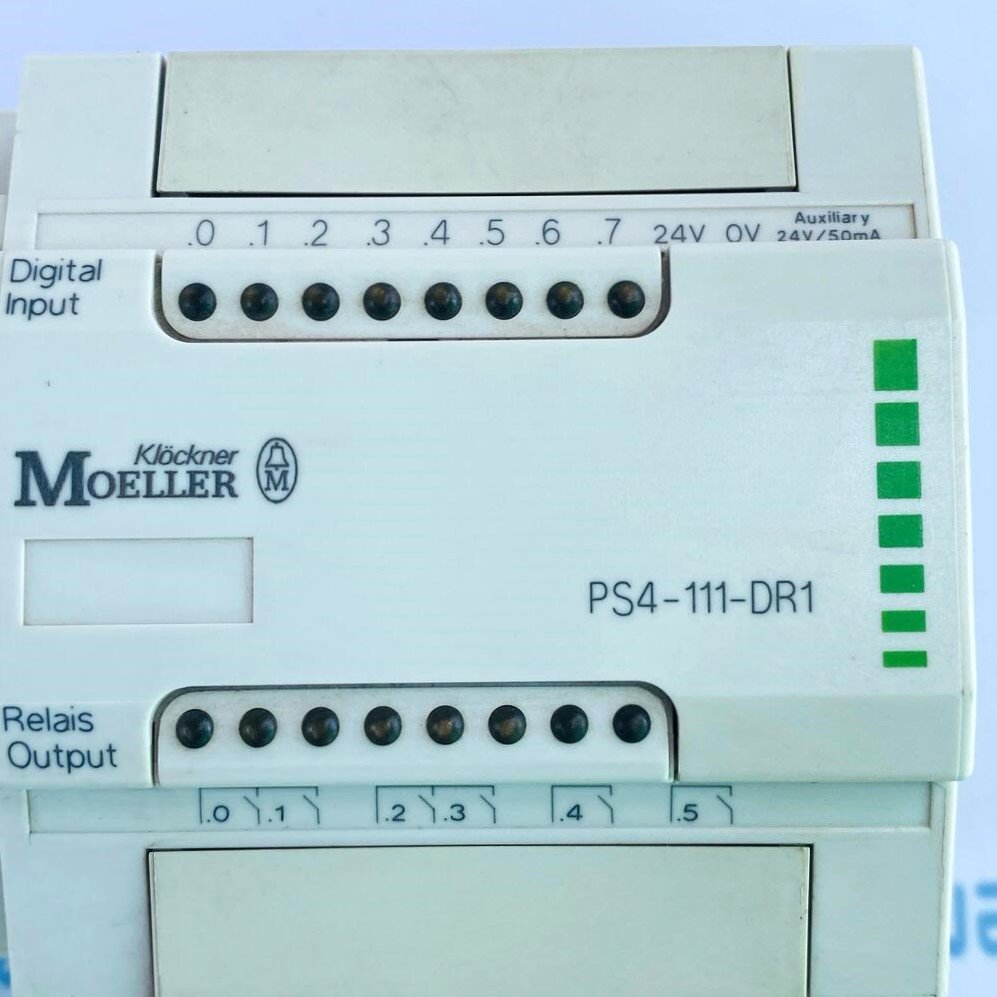 .0 .1 .2 .3 .4 .5 .6 .7 24V 0V Auxiliary
24V/50mA
Digital
Input
Klöckner
MOELLER
M
PS4-111-DR1
Relais
Output
.0 .1 .2 .3 .4 .5